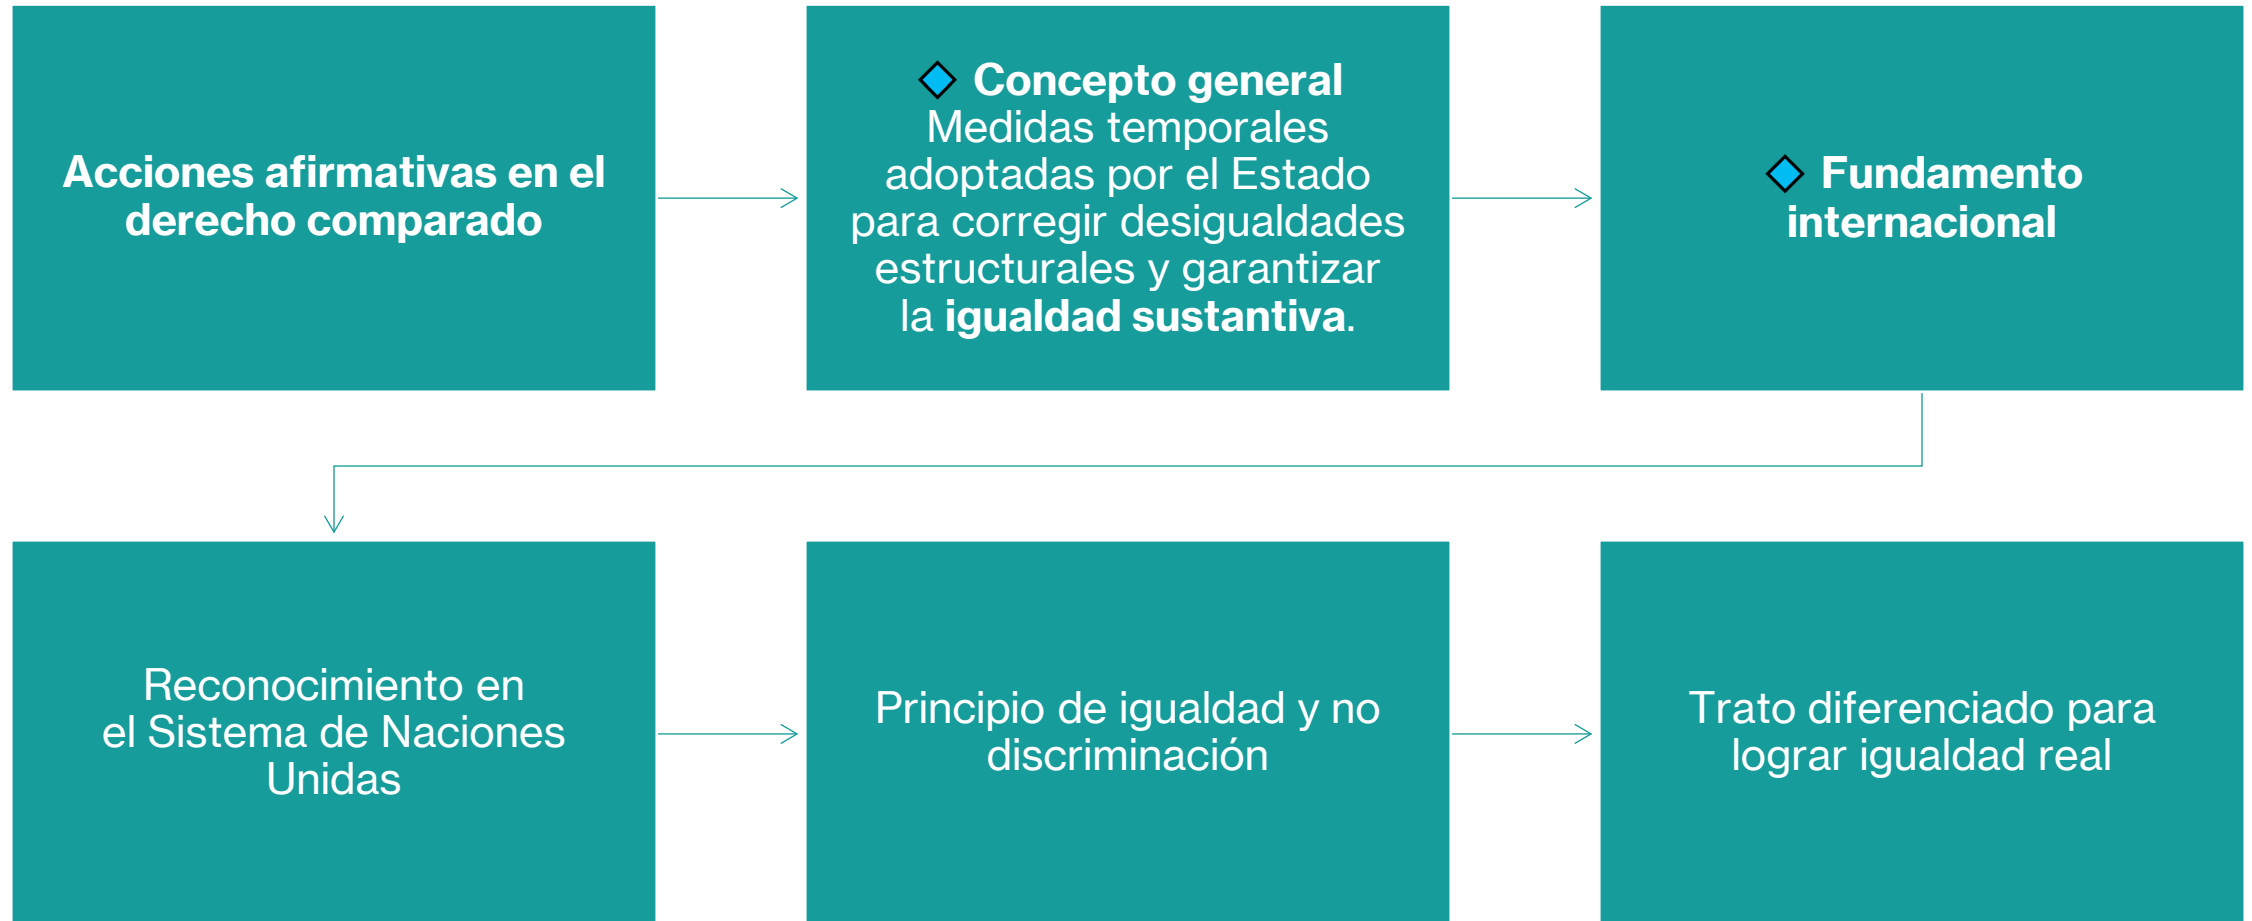 Acciones afirmativas en el
derecho comparado
Concepto general
Medidas temporales
adoptadas por el Estado
para corregir desigualdades
estructurales y garantizar
la igualdad sustantiva.
Fundamento
internacional
Reconocimiento en
el Sistema de Naciones
Unidas
Principio de igualdad y no
discriminación
Trato diferenciado para
lograr igualdad real